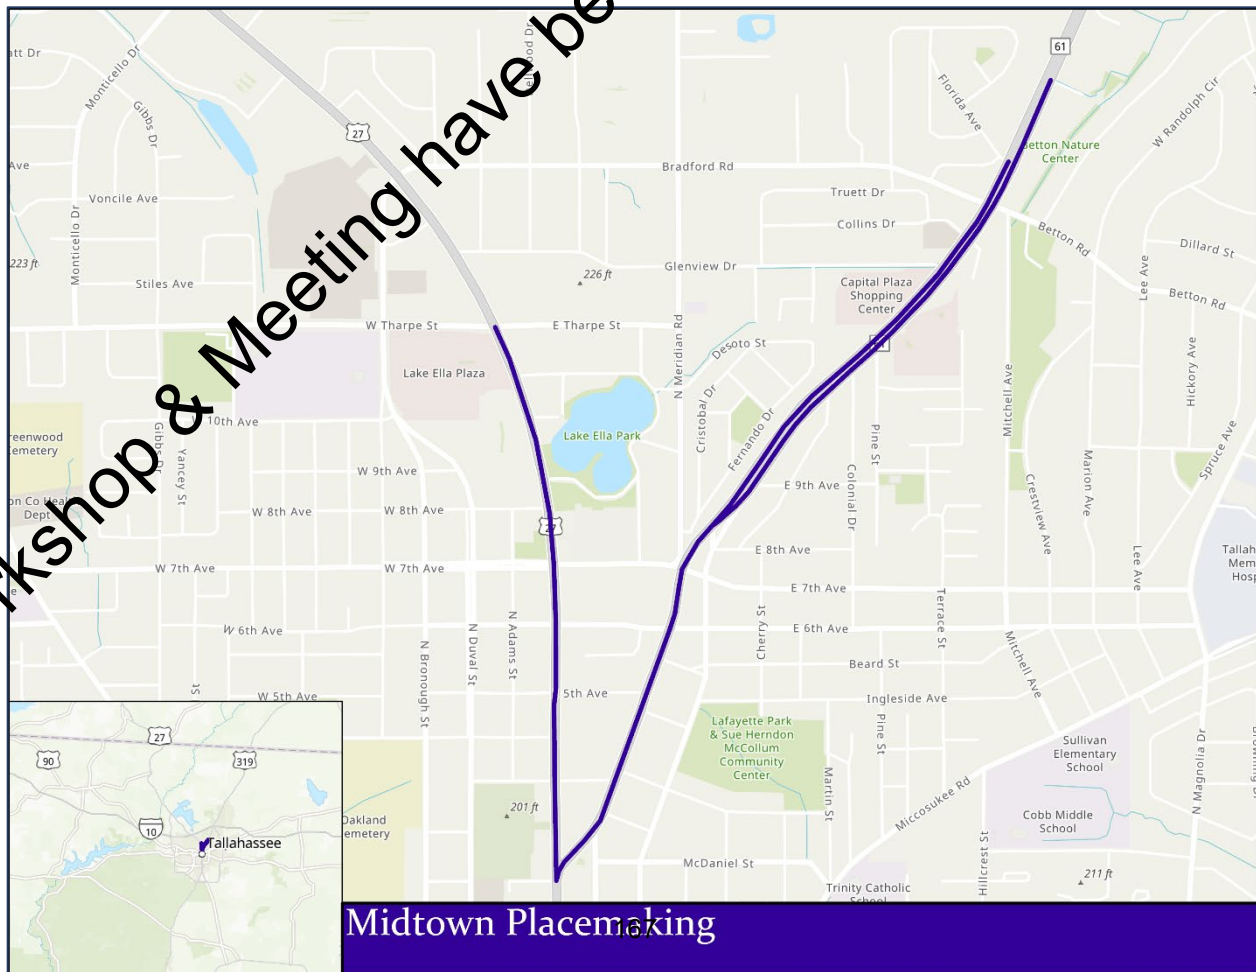 61
27
Monticello Dr
Gibbs Dr
Florida Ave
W Randolph Cir
Betton Nature
Center
Bradford Rd
Voncile Ave
Truett Dr
Collins Dr
Monticello Dr
Betton Rd
Dillard St
223 ft
226 ft
Glenview Dr
Lee Ave
Stiles Ave
Capital Plaza
Shopping
Center
Betton Rd
W Tharpe St
E Tharpe St
N Meridian Rd
Desoto St
Lake Ella Plaza
Mitchell Ave
Hickory Ave
Cristobal Dr
10th Ave
Lake Ella Park
Fernando Dr
Gibbs Dr
Yancey St
Pine St
Spruce Ave
W 9th Ave
E 9th Ave
Colonial Dr
Marion Ave
Crestview Ave
W 8th Ave
W 8th Ave
27
E 8th Ave
Lee Ave
W 7th Ave
W 7th Ave
E 7th Ave
W 6th Ave
N Adams St
N Duval St
N Bronough St
Cherry St
E 6th Ave
Terrace St
Mitchell Ave
Beard St
W 5th Ave
5th Ave
Ingleside Ave
Pine St
Lafayette Park
& Sue Herndon
McCollum
Community
Center
Sullivan
Elementary
School
N Magnolia Dr
Martin St
Miccosukee Rd
Cobb Middle
School
201 ft
McDaniel St
Hillcrest St
211 ft
Trinity Catholic
School
27
90
319
10
Tallahassee
Workshop & Meeting have be
Midtown Placemaking
167